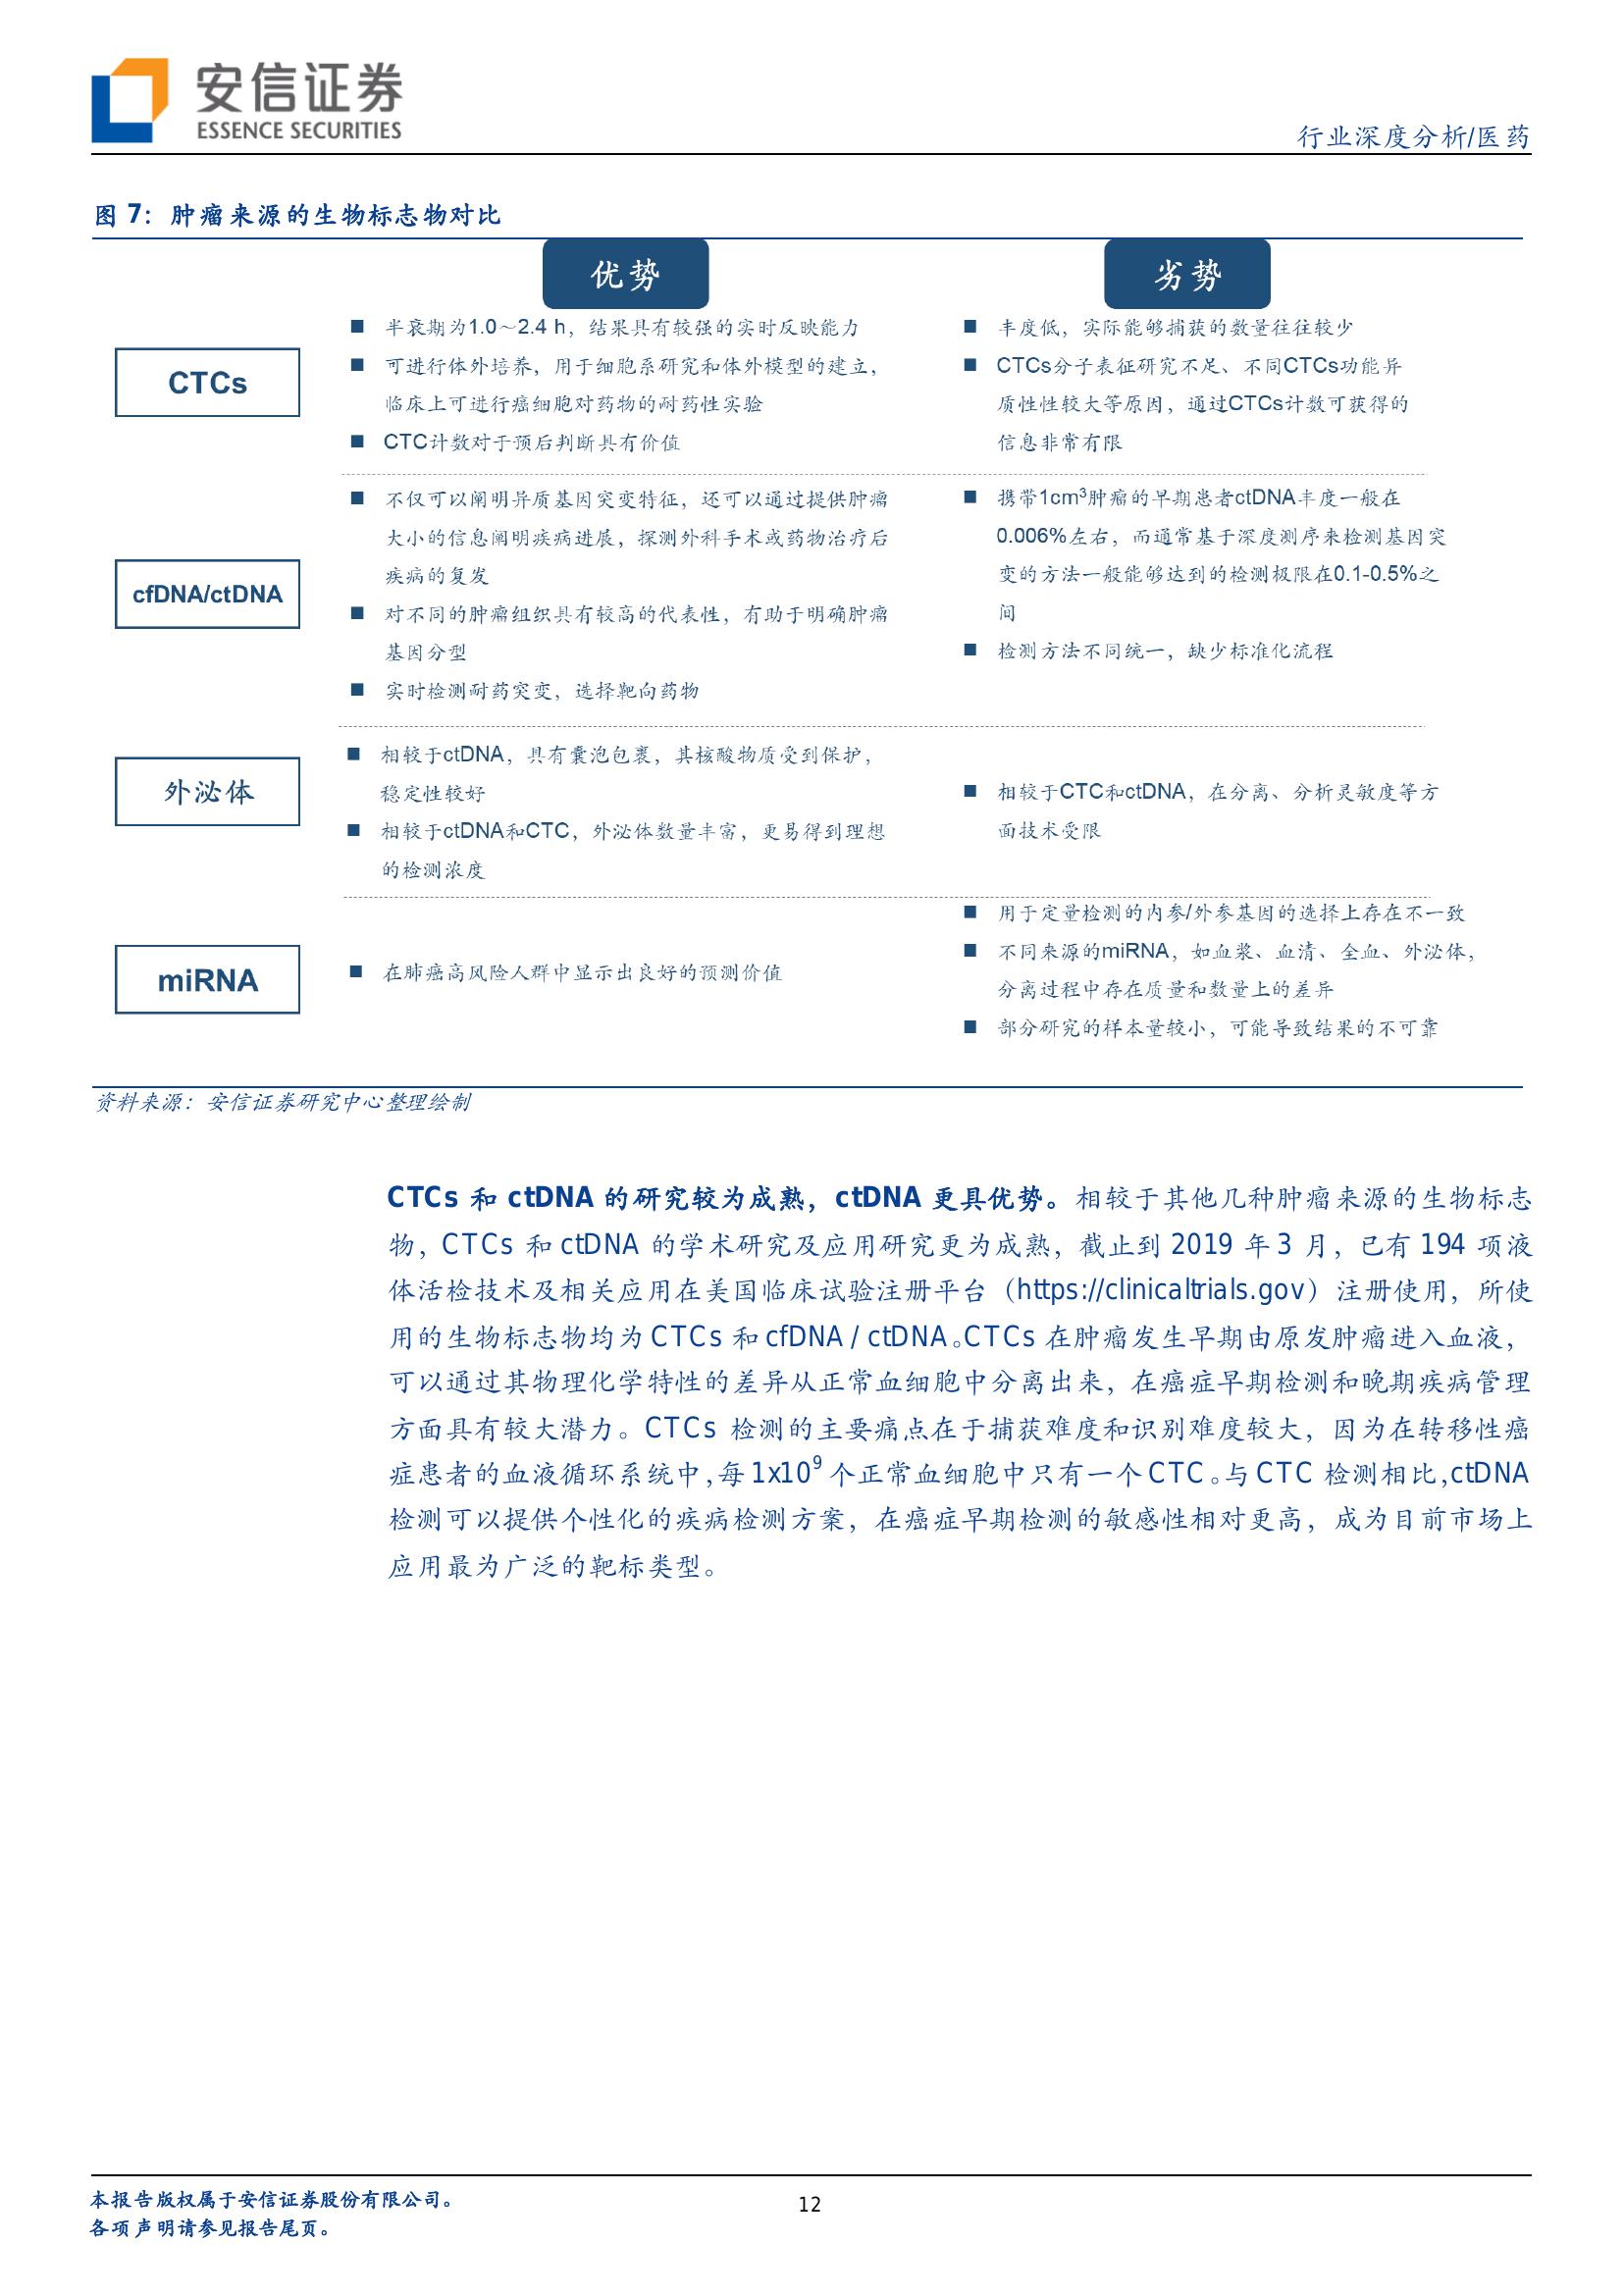 安信证券
ESSENCE SECURITIES
行业深度分析/医药
图 7：肿瘤来源的生物标志物对比
优势
劣势
CTCs
■ 半衰期为1.0～2.4 h，结果具有较强的实时反映能力
■ 可进行体外培养，用于细胞系研究和体外模型的建立，
临床上可进行癌细胞对药物的耐药性实验
■ CTC计数对于预后判断具有价值
■ 丰度低，实际能够捕获的数量往往较少
■ CTCs分子表征研究不足、不同CTCs功能异
质性性较大等原因，通过CTCs计数可获得的
信息非常有限
cfDNA/ctDNA
■ 不仅可以阐明异质基因突变特征，还可以通过提供肿瘤
大小的信息阐明疾病进展，探测外科手术或药物治疗后
疾病的复发
■ 对不同的肿瘤组织具有较高的代表性，有助于明确肿瘤
基因分型
■ 实时检测耐药突变，选择靶向药物
■ 携带1cm³肿瘤的早期患者ctDNA丰度一般在
0.006%左右，而通常基于深度测序来检测基因突
变的方法一般能够达到的检测极限在0.1-0.5%之
间
■ 检测方法不同统一，缺少标准化流程
外泌体
■ 相较于ctDNA，具有囊泡包裹，其核酸物质受到保护，
稳定性较好
■ 相较于ctDNA和CTC，外泌体数量丰富，更易得到理想
的检测浓度
■ 相较于CTC和ctDNA，在分离、分析灵敏度等方
面技术受限
miRNA
■ 在肺癌高风险人群中显示出良好的预测价值
■ 用于定量检测的内参/外参基因的选择上存在不一致
■ 不同来源的miRNA，如血浆、血清、全血、外泌体，
分离过程中存在质量和数量上的差异
■ 部分研究的样本量较小，可能导致结果的不可靠
资料来源：安信证券研究中心整理绘制
CTCs 和 ctDNA 的研究较为成熟，ctDNA 更具优势。相较于其他几种肿瘤来源的生物标志
物，CTCs 和 ctDNA 的学术研究及应用研究更为成熟，截止到 2019 年 3 月，已有 194 项液
体活检技术及相关应用在美国临床试验注册平台（https://clinicaltrials.gov）注册使用，所使
用的生物标志物均为 CTCs 和 cfDNA / ctDNA。CTCs 在肿瘤发生早期由原发肿瘤进入血液，
可以通过其物理化学特性的差异从正常血细胞中分离出来，在癌症早期检测和晚期疾病管理
方面具有较大潜力。CTCs 检测的主要痛点在于捕获难度和识别难度较大，因为在转移性癌
症患者的血液循环系统中，每 1x10⁹ 个正常血细胞中只有一个 CTC。与 CTC 检测相比，ctDNA
检测可以提供个性化的疾病检测方案，在癌症早期检测的敏感性相对更高，成为目前市场上
应用最为广泛的靶标类型。
本报告版权属于安信证券股份有限公司。
各项声明请参见报告尾页。
12